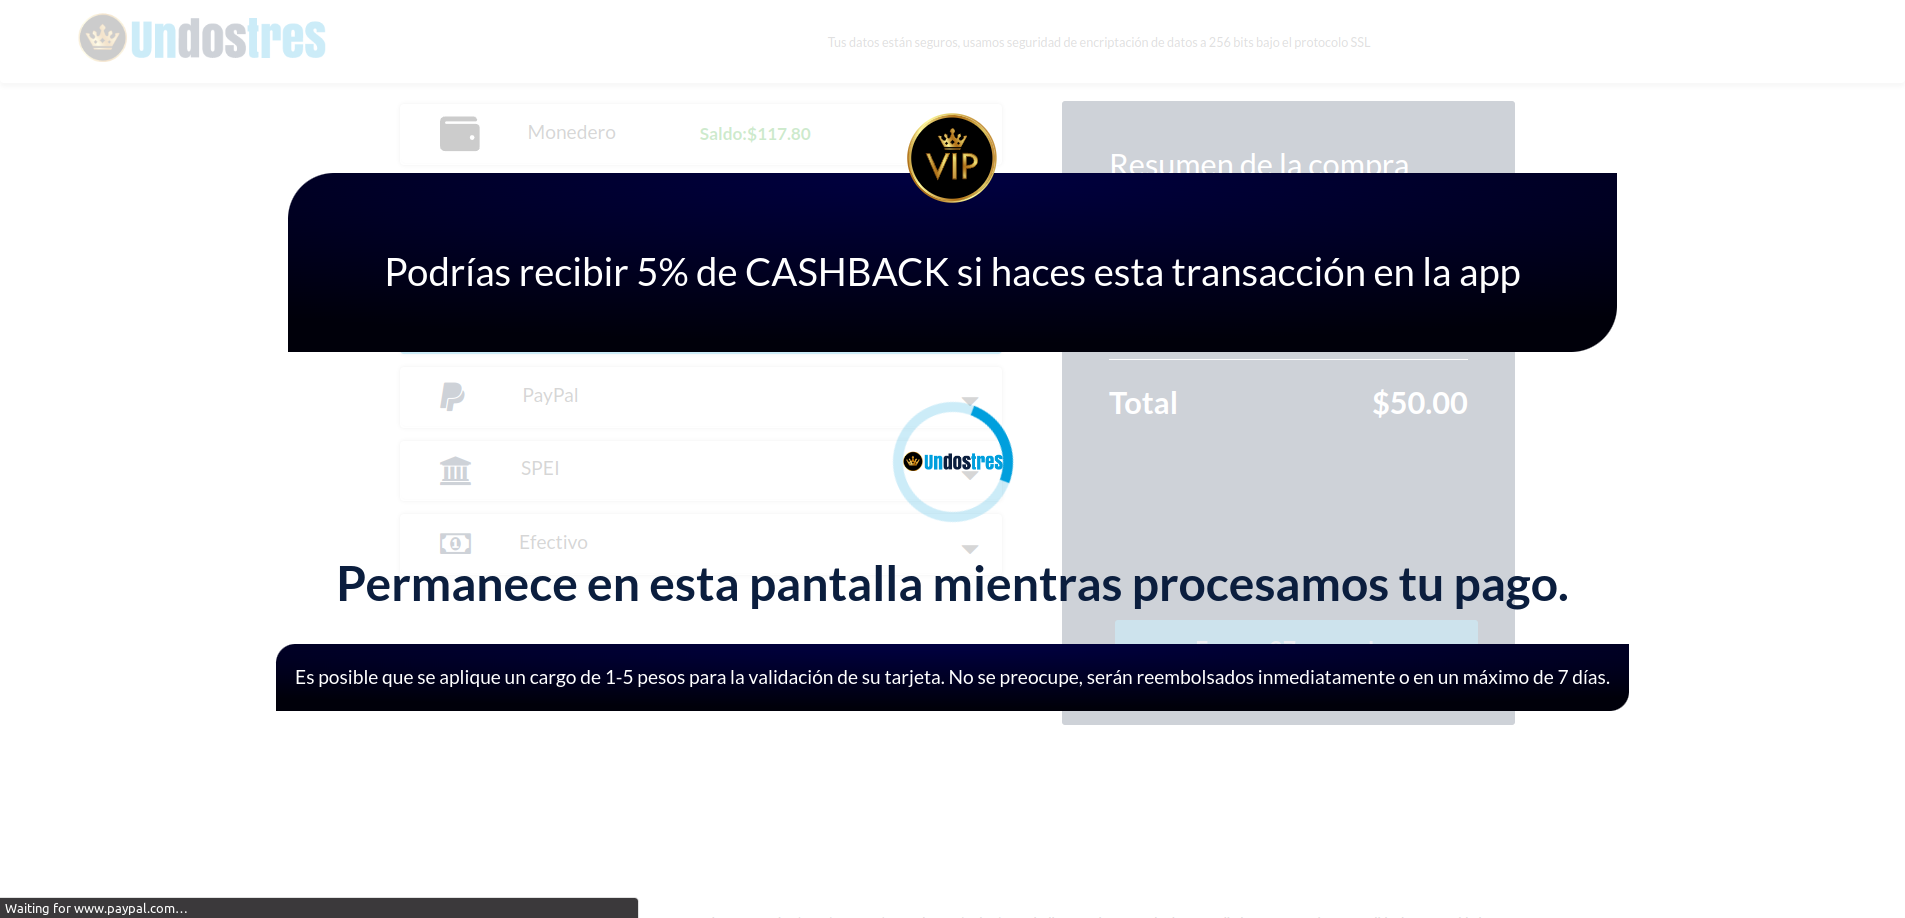 Undostres
Tus datos están seguros, usamos seguridad de encriptación de datos a 256 bits bajo el protocolo SSL
Monedero Saldo:$117.80
VIP
Resumen de la compra
Podrías recibir 5% de CASHBACK si haces esta transacción en la app
PayPal
Total $50.00
Undostres
SPEI
Efectivo
Permanece en esta pantalla mientras procesamos tu pago.
Es posible que se aplique un cargo de 1-5 pesos para la validación de su tarjeta. No se preocupe, serán reembolsados inmediatamente o en un máximo de 7 días.
Waiting for www.paypal.com...